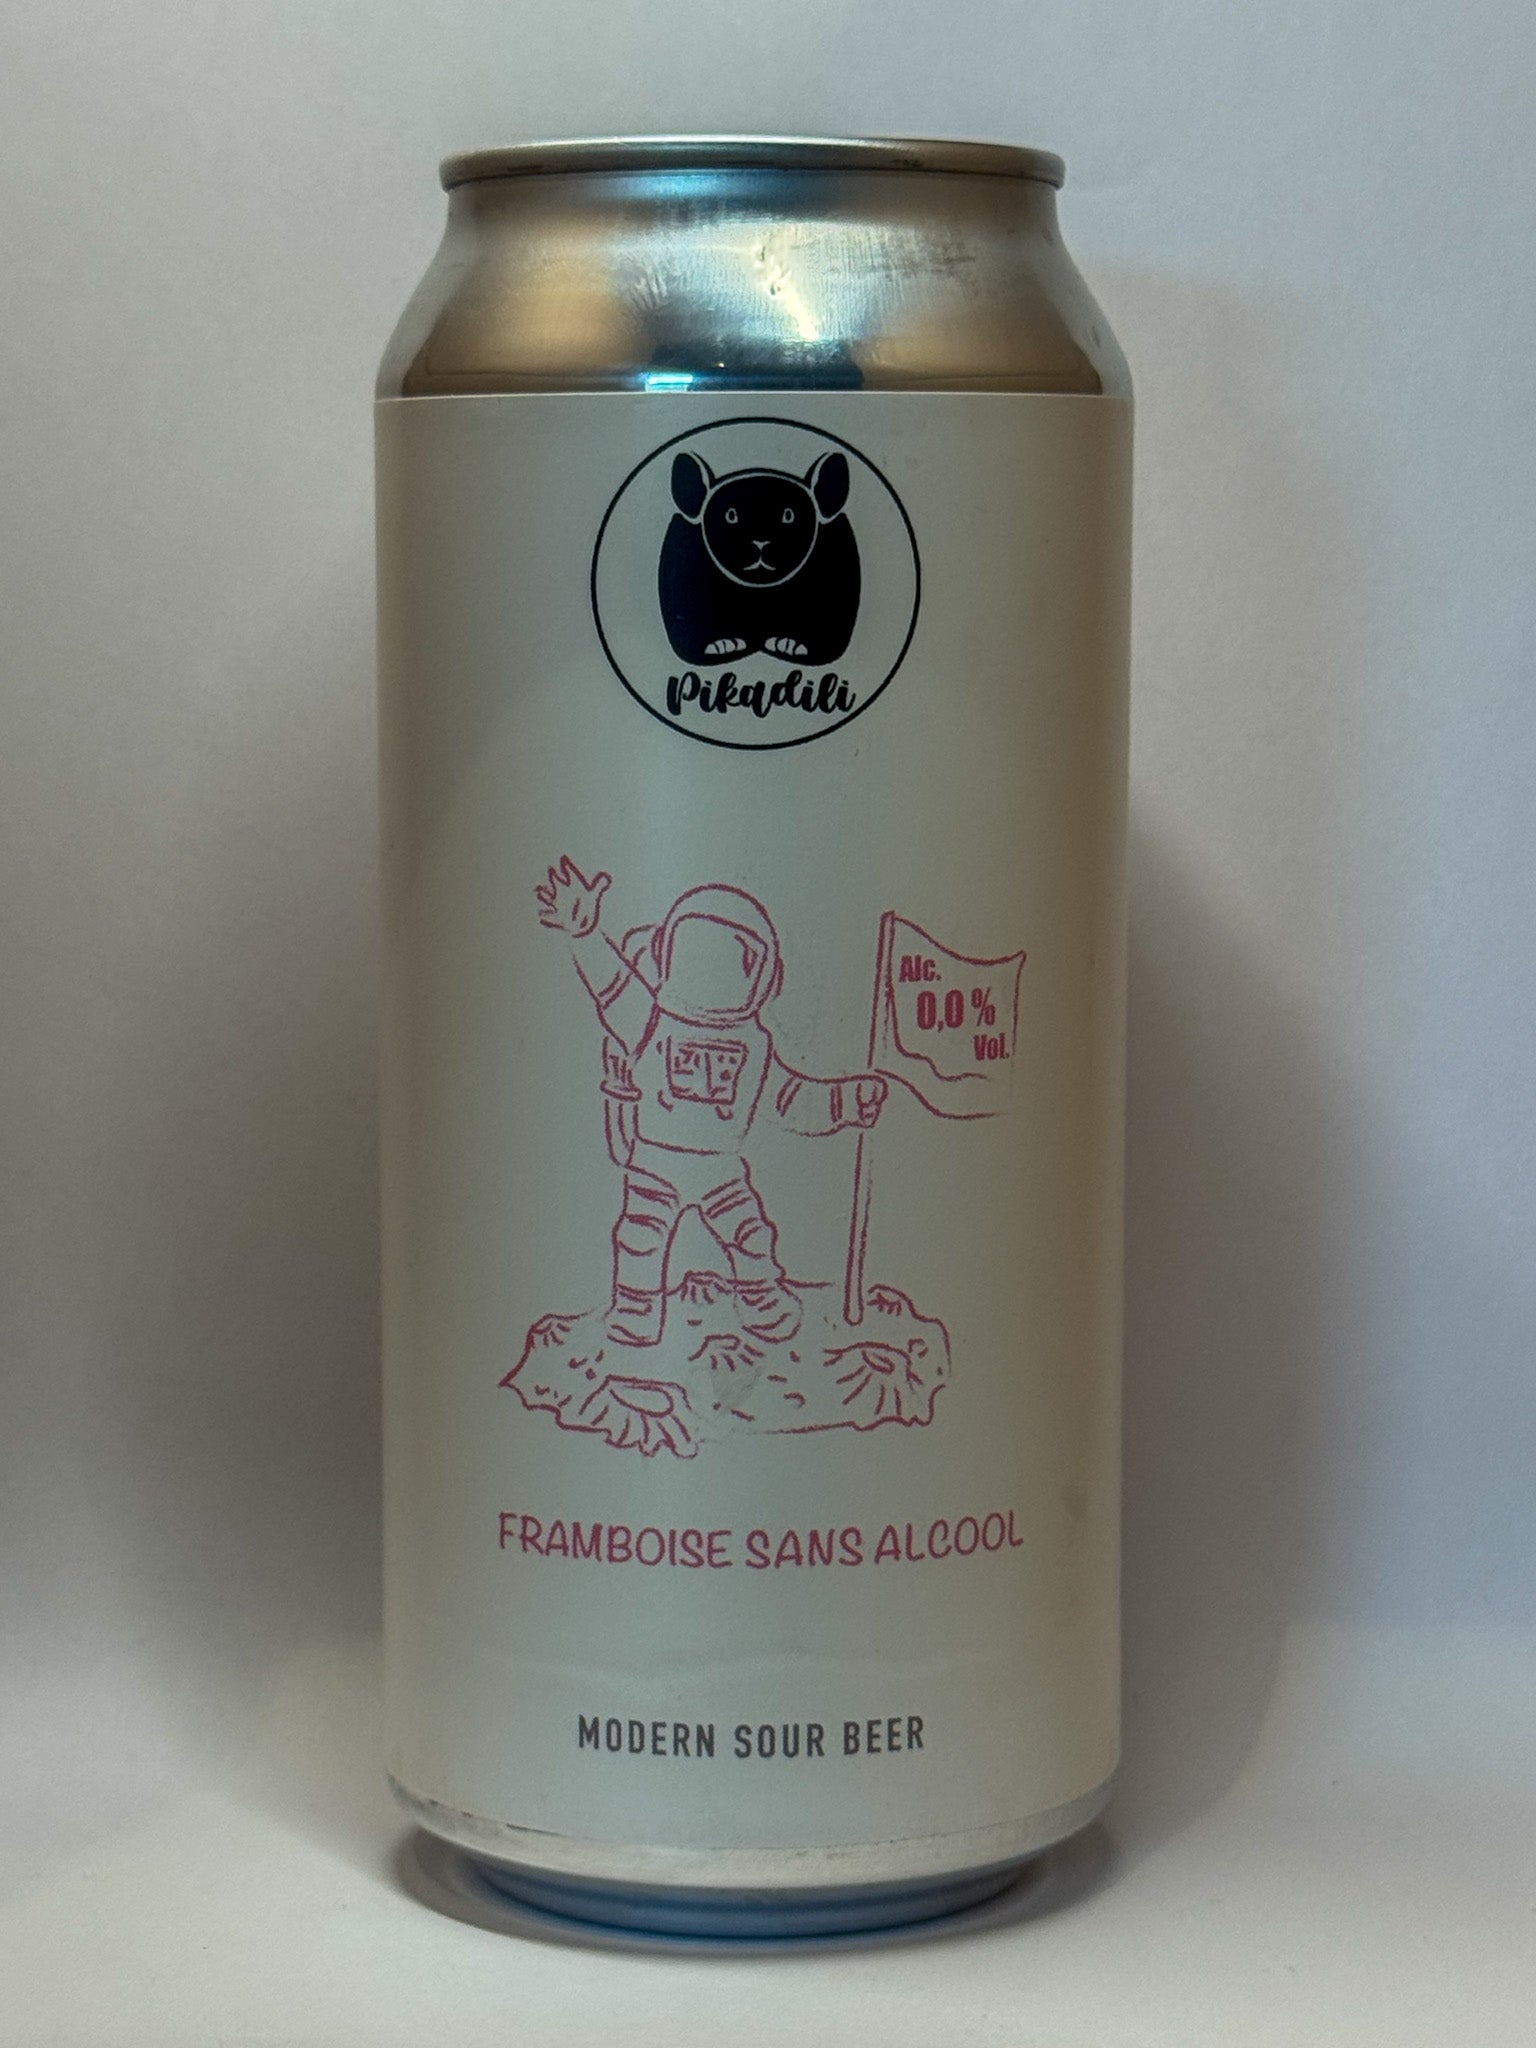 Pikadili
Alc.
0,0%
Vol.
FRAMBOISE SANS ALCOOL
MODERN SOUR BEER